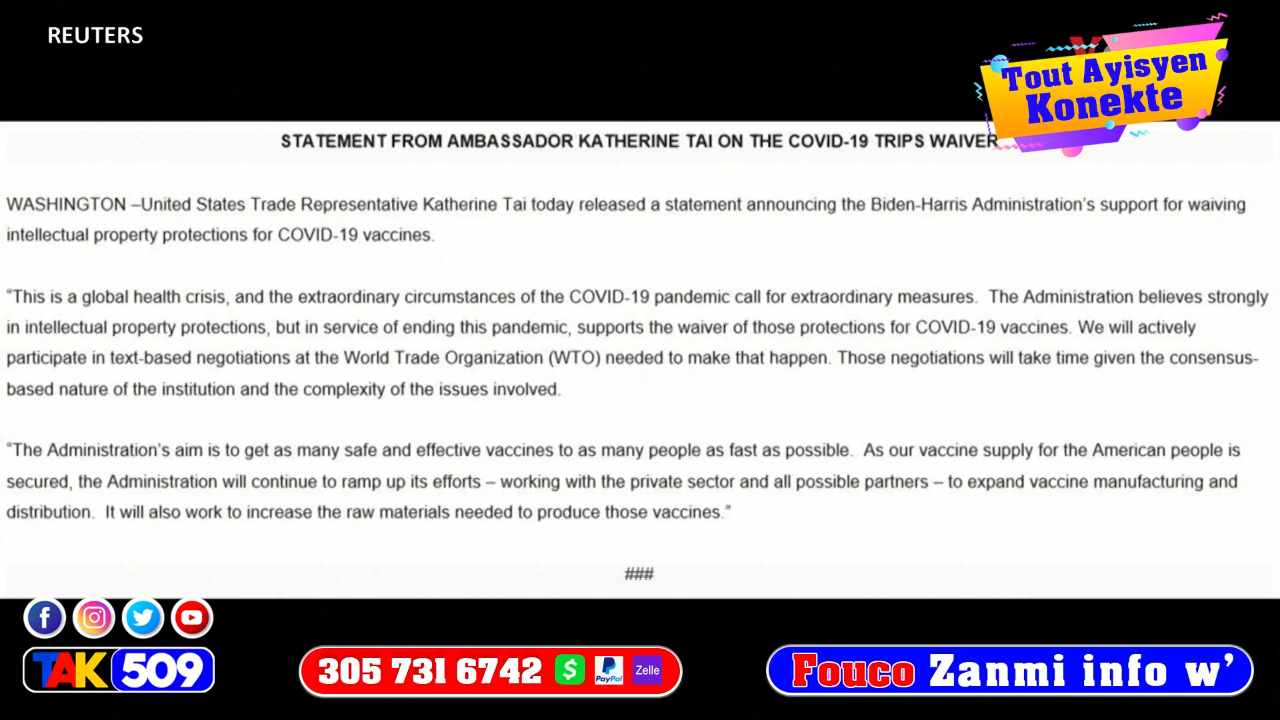 REUTERS
Tout Ayisyen
Konekte
STATEMENT FROM AMBASSADOR KATHERINE TAI ON THE COVID-19 TRIPS WAIVER
WASHINGTON –United States Trade Representative Katherine Tai today released a statement announcing the Biden-Harris Administration’s support for waiving
intellectual property protections for COVID-19 vaccines.
“This is a global health crisis, and the extraordinary circumstances of the COVID-19 pandemic call for extraordinary measures.  The Administration believes strongly
in intellectual property protections, but in service of ending this pandemic, supports the waiver of those protections for COVID-19 vaccines. We will actively
participate in text-based negotiations at the World Trade Organization (WTO) needed to make that happen. Those negotiations will take time given the consensus-
based nature of the institution and the complexity of the issues involved.
“The Administration’s aim is to get as many safe and effective vaccines to as many people as fast as possible.  As our vaccine supply for the American people is
secured, the Administration will continue to ramp up its efforts – working with the private sector and all possible partners – to expand vaccine manufacturing and
distribution.  It will also work to increase the raw materials needed to produce those vaccines.”
###
TAK 509
305 731 6742 $ PayPal Zelle
Fouco Zanmi info w’